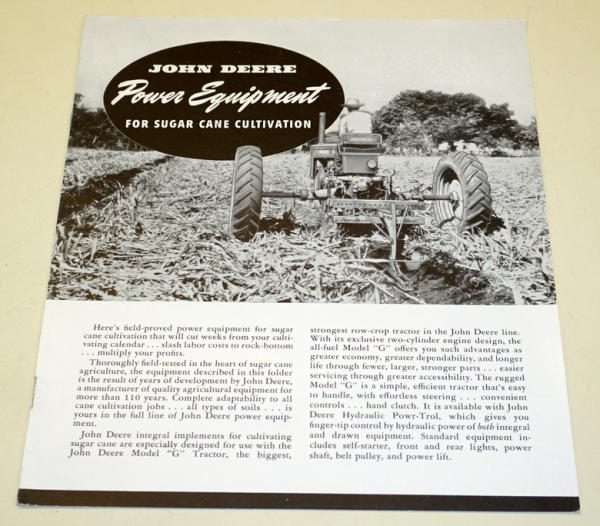 JOHN DEERE
Power Equipment
FOR SUGAR CANE CULTIVATION
Here's field-proved power equipment for sugar
cane cultivation that will cut weeks from your culti-
vating calendar . . . slash labor costs to rock-bottom
. . . multiply your profits.
Thoroughly field-tested in the heart of sugar cane
agriculture, the equipment described in this folder
is the result of years of development by John Deere,
a manufacturer of quality agricultural equipment for
more than 110 years. Complete adaptability to all
cane cultivation jobs . . . all types of soils . . . is
yours in the full line of John Deere power equip-
ment.
John Deere integral implements for cultivating
sugar cane are especially designed for use with the
John Deere Model "G" Tractor, the biggest,
strongest row-crop tractor in the John Deere line.
With its exclusive two-cylinder engine design, the
all-fuel Model "G" offers you such advantages as
greater economy, greater dependability, and longer
life through fewer, larger, stronger parts . . . easier
servicing through greater accessibility. The rugged
Model "G" is a simple, efficient tractor that's easy
to handle, with effortless steering . . . convenient
controls . . . hand clutch. It is available with John
Deere Hydraulic Powr-Trol, which gives you
finger-tip control by hydraulic power of both integral
and drawn equipment. Standard equipment in-
cludes self-starter, front and rear lights, power
shaft, belt pulley, and power lift.